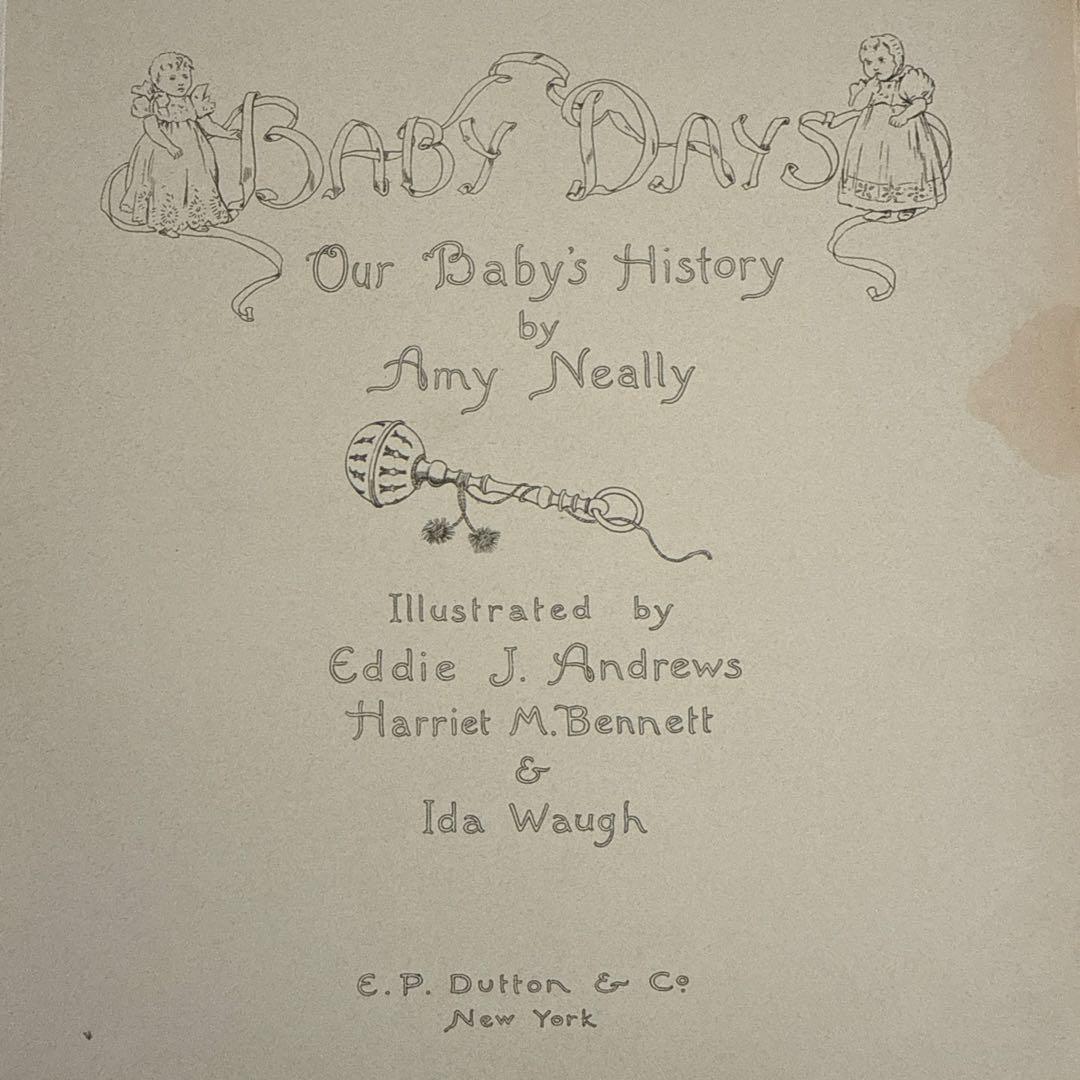 BABY DAYS
Our Baby's History
by
Amy Neally
Illustrated by
Eddie J. Andrews
Harriet M. Bennett
&
Ida Waugh
E. P. Dutton & Co
New York